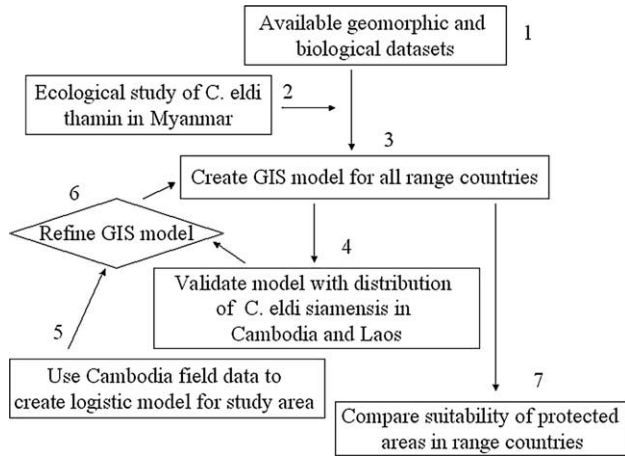 Available geomorphic and
biological datasets
1
Ecological study of C. eldi
thamin in Myanmar
2
3
Create GIS model for all range countries
6
Refine GIS model
4
Validate model with distribution
of C. eldi siamensis in
Cambodia and Laos
5
Use Cambodia field data to
create logistic model for study area
7
Compare suitability of protected
areas in range countries